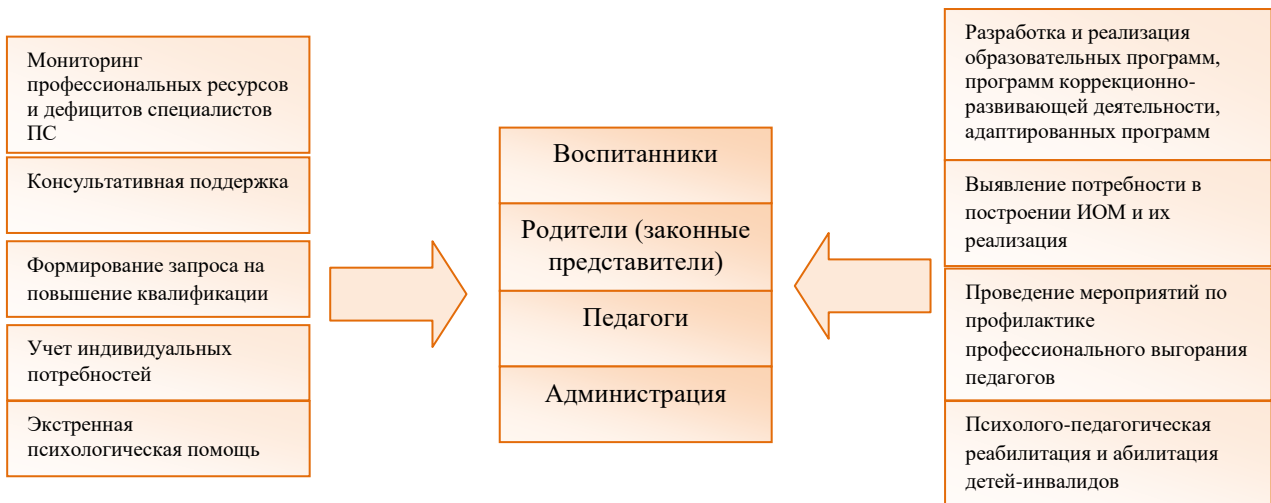 Мониторинг
профессиональных ресурсов
и дефицитов специалистов
ПС
Консультативная поддержка
Формирование запроса на
повышение квалификации
Учет индивидуальных
потребностей
Экстренная
психологическая помощь
Воспитанники
Родители (законные
представители)
Педагоги
Администрация
Разработка и реализация
образовательных программ,
программ коррекционно-
развивающей деятельности,
адаптированных программ
Выявление потребности в
построении ИОМ и их
реализация
Проведение мероприятий по
профилактике
профессионального выгорания
педагогов
Психолого-педагогическая
реабилитация и абилитация
детей-инвалидов